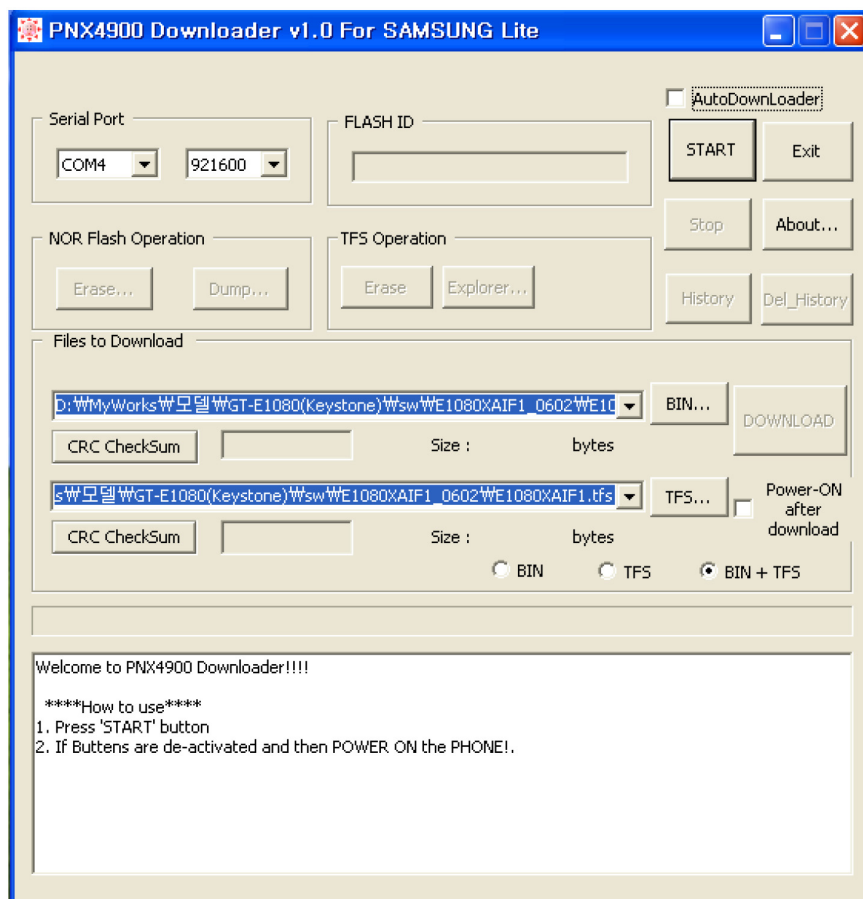 PNX4900 Downloader v1.0 For SAMSUNG Lite
AutoDownLoader
Serial Port
COM4
921600
FLASH ID
START
Exit
Stop
About...
NOR Flash Operation
Erase...
Dump...
TFS Operation
Erase
Explorer...
History
Del_History
Files to Download
D:₩MyWorks₩모델₩GT-E1080(Keystone)₩sw₩E1080XAIF1_0602₩E10
BIN...
DOWNLOAD
CRC CheckSum
Size :
bytes
s₩모델₩GT-E1080(Keystone)₩sw₩E1080XAIF1_0602₩E1080XAIF1.tfs
TFS...
Power-ON
after
download
CRC CheckSum
Size :
bytes
BIN
TFS
BIN + TFS
Welcome to PNX4900 Downloader!!!!
****How to use****
1. Press 'START' button
2. If Buttens are de-activated and then POWER ON the PHONE!.